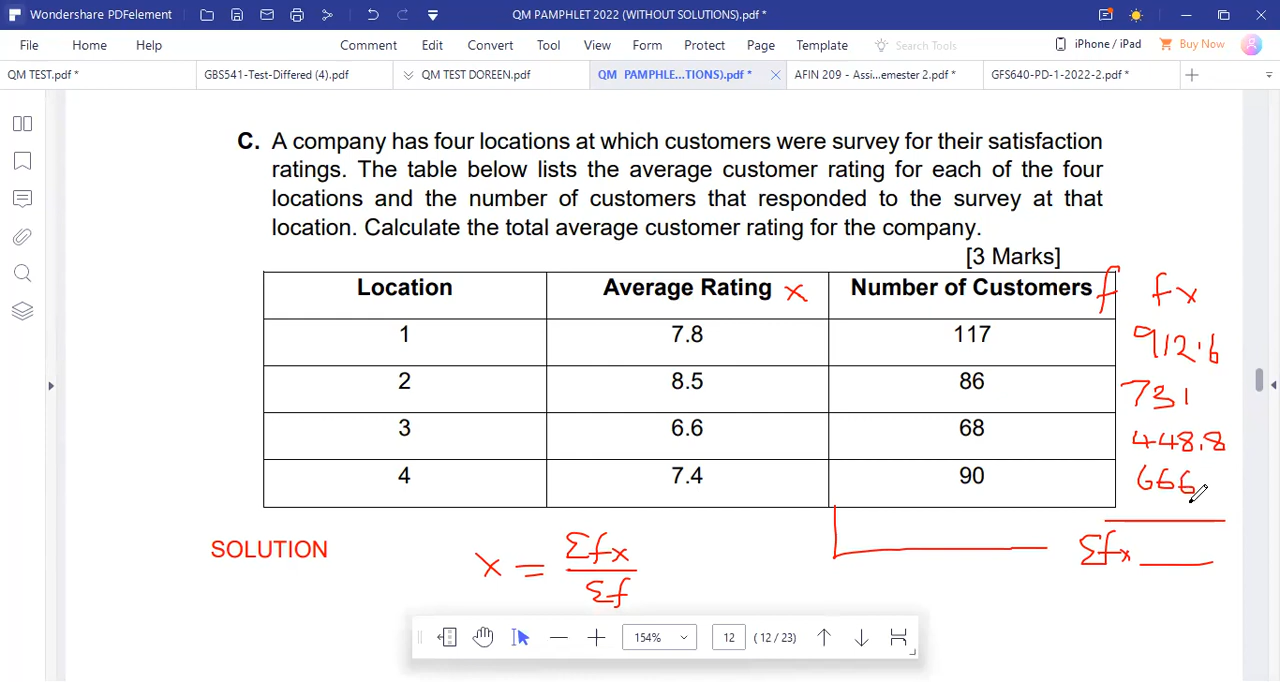 Wondershare PDFelement
QM PAMPHLET 2022 (WITHOUT SOLUTIONS).pdf *
File Home Help Comment Edit Convert Tool View Form Protect Page Template Search Tools iPhone / iPad Buy Now
QM TEST.pdf * GBS541-Test-Differed (4).pdf QM TEST DOREEN.pdf QM PAMPHLE...TIONS).pdf * AFIN 209 - Assi...emester 2.pdf * GFS640-PD-1-2022-2.pdf *
C. A company has four locations at which customers were survey for their satisfaction
ratings. The table below lists the average customer rating for each of the four
locations and the number of customers that responded to the survey at that
location. Calculate the total average customer rating for the company.
[3 Marks]
Location Average Rating x Number of Customers f fx
1 7.8 117 912.6
2 8.5 86 731
3 6.6 68 448.8
4 7.4 90 666
SOLUTION x = Σfx Σfx
Σf
154% 12 (12 / 23)